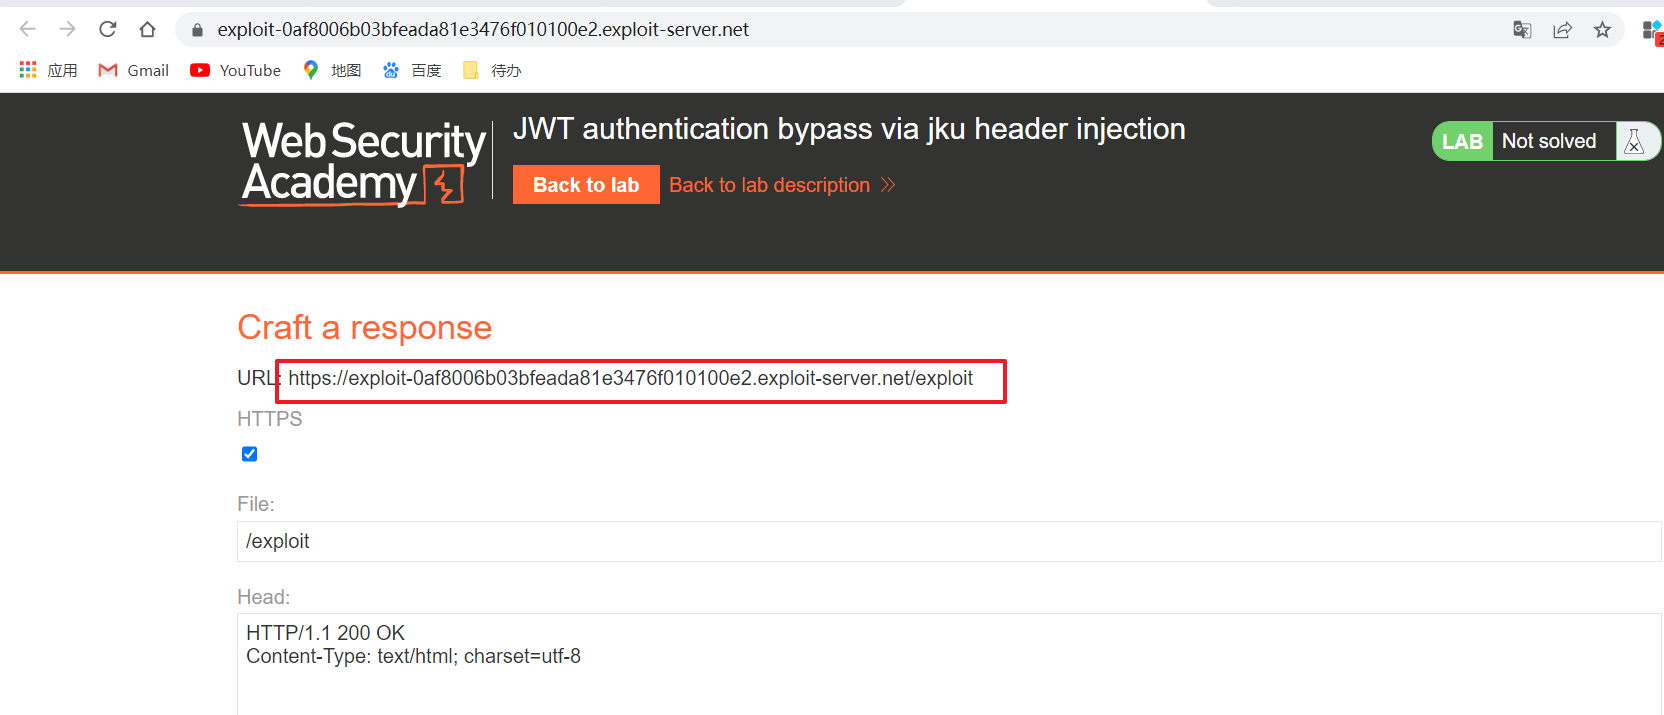 exploit-0af8006b03bfeada81e3476f010100e2.exploit-server.net
应用 Gmail YouTube 地图 百度 待办
Web Security
Academy
JWT authentication bypass via jku header injection
Back to lab
Back to lab description
LAB Not solved
Craft a response
URL: https://exploit-0af8006b03bfeada81e3476f010100e2.exploit-server.net/exploit
HTTPS
File:
/exploit
Head:
HTTP/1.1 200 OK
Content-Type: text/html; charset=utf-8